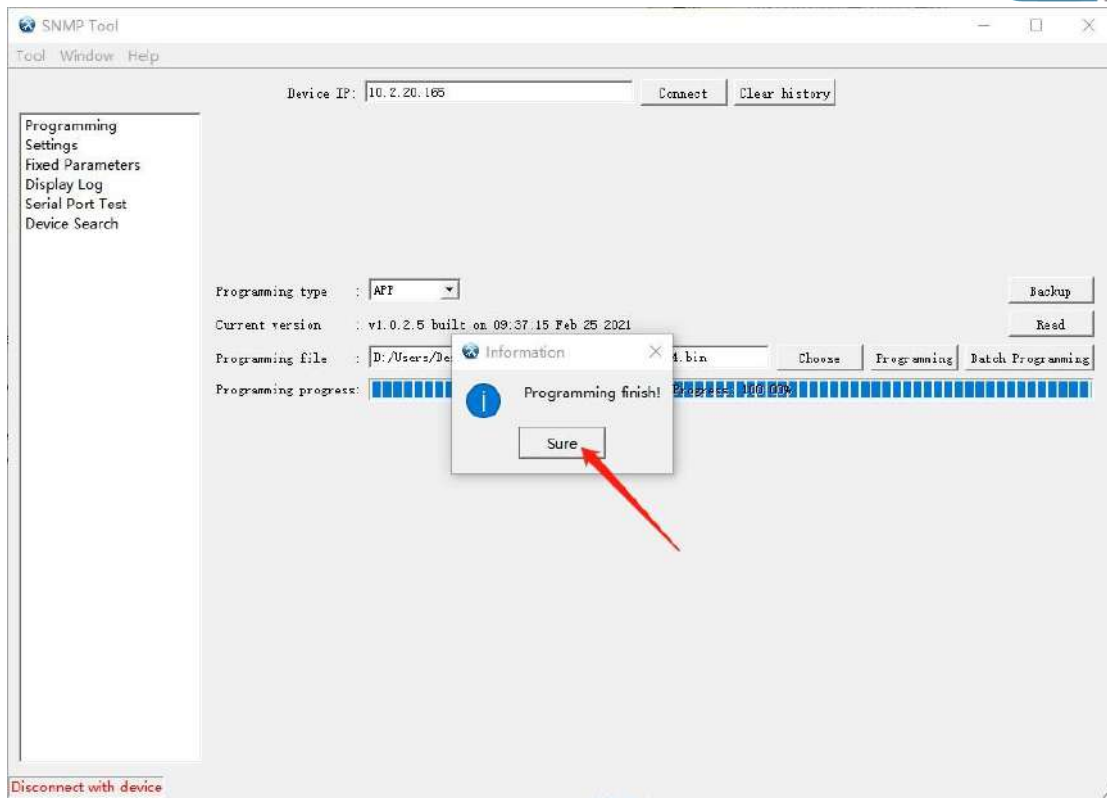 SNMP Tool
Tool Window Help
Device IP: 10.2.20.165 Connect Clear history
Programming
Settings
Fixed Parameters
Display Log
Serial Port Test
Device Search
Programming type : APP Backup
Current version : v1.0.2.5 built on 09:37:15 Feb 25 2021 Read
Information
Programming file : D:/Users/De .bin Choose Programming Batch Programming
Programming progress: Progress: 100.00%
Programming finish!
Sure
Disconnect with device